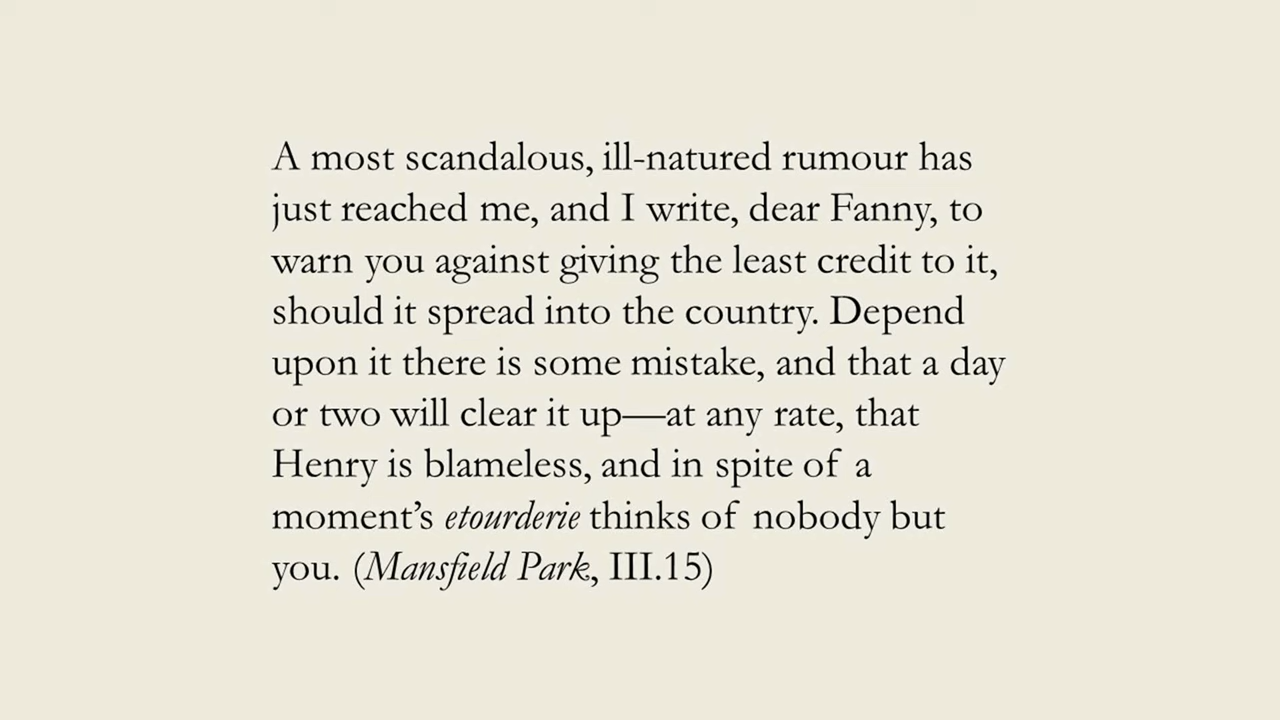 A most scandalous, ill-natured rumour has
just reached me, and I write, dear Fanny, to
warn you against giving the least credit to it,
should it spread into the country. Depend
upon it there is some mistake, and that a day
or two will clear it up—at any rate, that
Henry is blameless, and in spite of a
moment’s etourderie thinks of nobody but
you. (Mansfield Park, III.15)